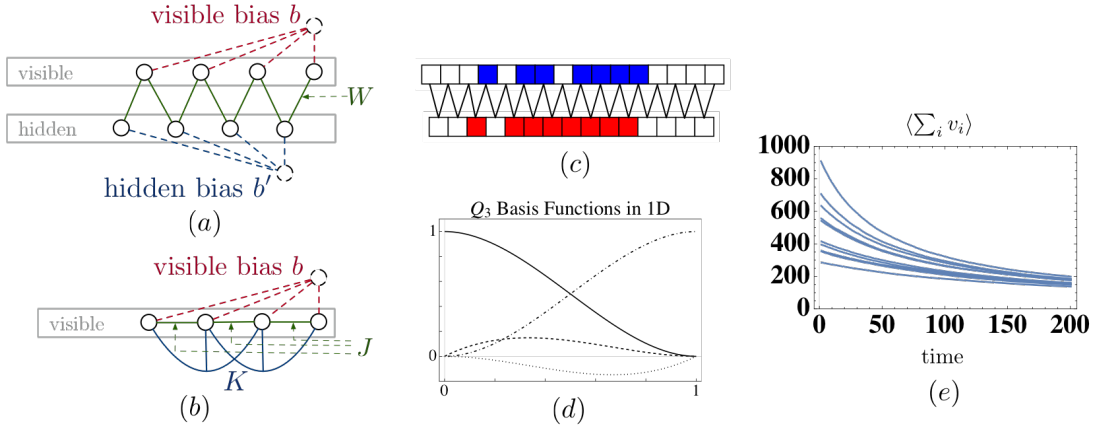 visible bias b
visible
W
hidden
hidden bias b′
(a)
visible bias b
visible
J
K
(b)
(c)
Q₃ Basis Functions in 1D
1
0
0
1
(d)
⟨∑ᵢ vᵢ⟩
1000
800
600
400
200
0
0 50 100 150 200
time
(e)